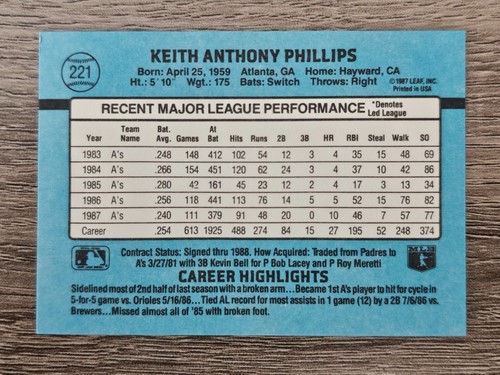 221
KEITH ANTHONY PHILLIPS
Born: April 25, 1959 Atlanta, GA Home: Hayward, CA
Ht.: 5' 10" Wgt.: 175 Bats: Switch Throws: Right
©1987 LEAF, INC.
Printed in USA
RECENT MAJOR LEAGUE PERFORMANCE *Denotes Led League
Year Team Name Bat. Avg. Games At Bat Hits Runs 2B 3B HR RBI Steal Walk SO
1983 A's .248 148 412 102 54 12 3 4 35 15 48 69
1984 A's .266 154 451 120 62 24 3 4 37 10 42 86
1985 A's .280 42 161 45 23 12 2 4 17 3 13 34
1986 A's .256 118 441 113 76 14 5 5 52 15 76 82
1987 A's .240 111 379 91 48 20 0 10 46 7 57 77
Career .254 613 1925 488 274 84 15 27 195 52 248 374
Contract Status: Signed thru 1988. How Acquired: Traded from Padres to
A's 3/27/81 with 3B Kevin Bell for P Bob Lacey and P Roy Moretti
MLB
CAREER HIGHLIGHTS
Sidelined most of 2nd half of last season with a broken arm...Became 1st A's player to hit for cycle in
5-for-5 game vs. Orioles 5/16/86...Tied AL record for most assists in 1 game (12) by a 2B 7/6/86 vs.
Brewers...Missed almost all of '85 with broken foot.